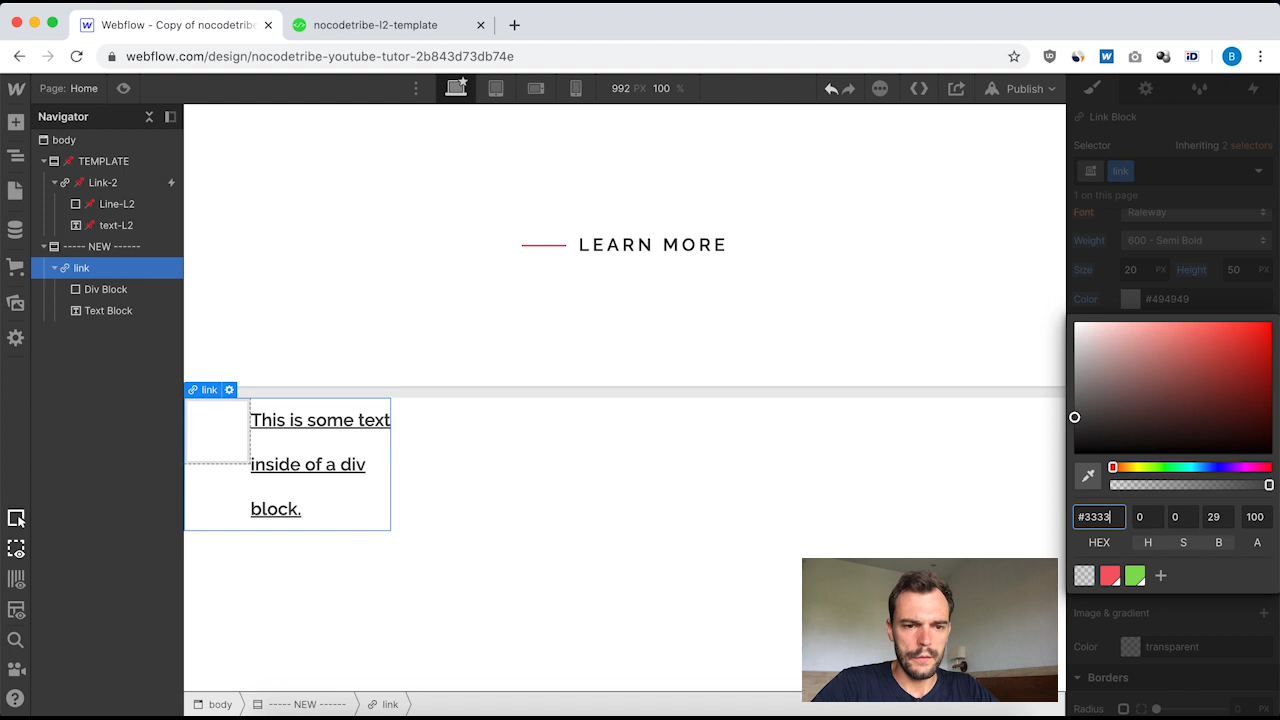 Webflow - Copy of nocodetribe
nocodetribe-l2-template
webflow.com/design/nocodetribe-youtube-tutor-2b843d73db74e
B
Page: Home
992 PX 100 %
Publish
Navigator
body
TEMPLATE
Link-2
Line-L2
text-L2
----- NEW ------
link
Div Block
Text Block
LEARN MORE
link
This is some text
inside of a div
block.
body
----- NEW ------
link
Link Block
Selector
Inheriting 2 selectors
link
1 on this page
Font
Raleway
Weight
600 - Semi Bold
Size
20 PX
Height
50 PX
Color
#494949
#3333
0
0
29
100
HEX
H
S
B
A
Image & gradient
Color
transparent
Borders
Radius
0 PX